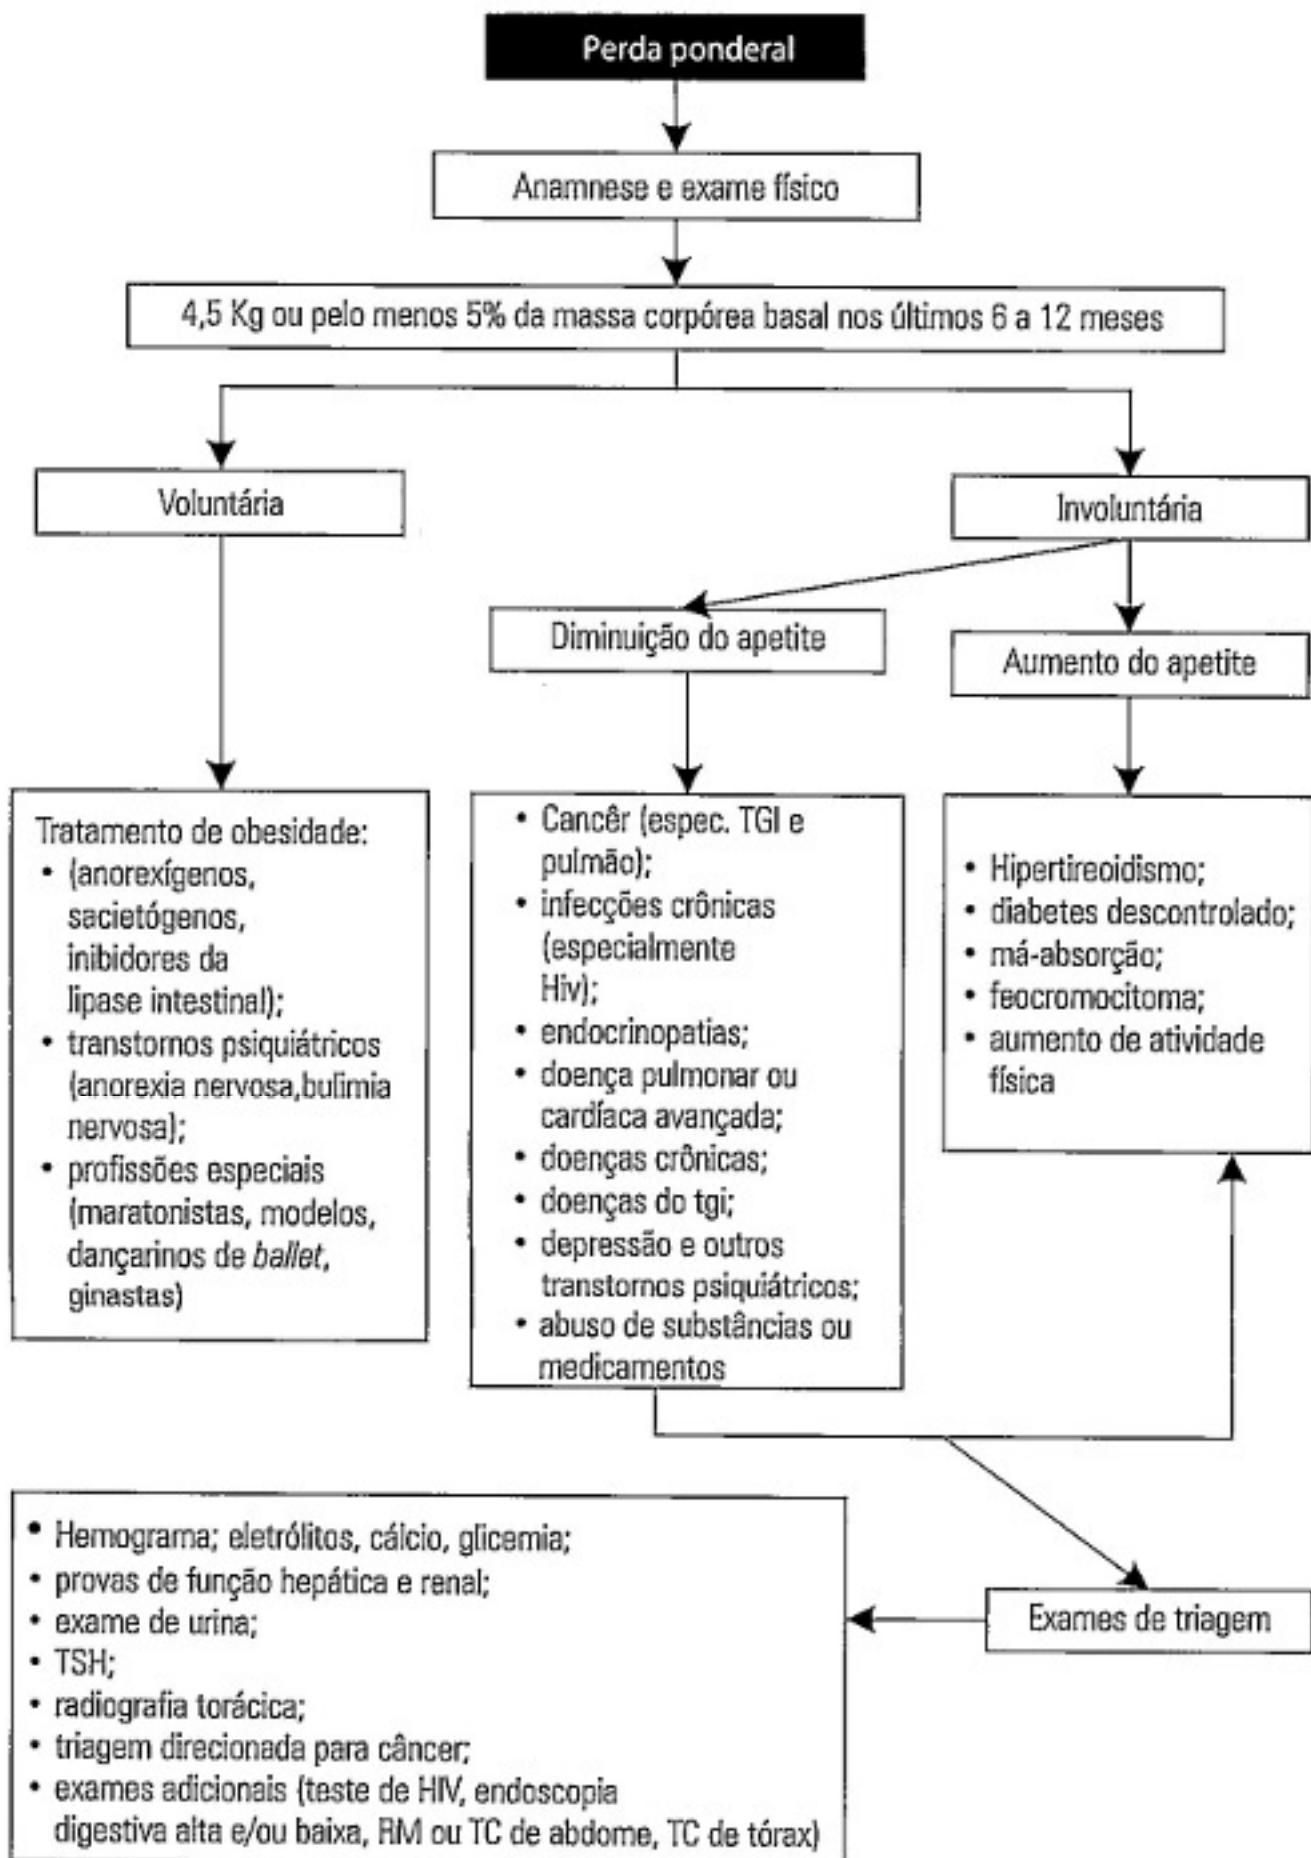 Perda ponderal
Anamnese e exame físico
4,5 Kg ou pelo menos 5% da massa corpórea basal nos últimos 6 a 12 meses
Voluntária
Involuntária
Diminuição do apetite
Aumento do apetite
Tratamento de obesidade:
• (anorexígenos,
sacietógenos,
inibidores da
lipase intestinal);
• transtornos psiquiátricos
(anorexia nervosa,bulimia
nervosa);
• profissões especiais
(maratonistas, modelos,
dançarinos de ballet,
ginastas)
• Cancêr (espec. TGI e
pulmão);
• infecções crônicas
(especialmente
Hiv);
• endocrinopatias;
• doença pulmonar ou
cardíaca avançada;
• doenças crônicas;
• doenças do tgi;
• depressão e outros
transtornos psiquiátricos;
• abuso de substâncias ou
medicamentos
• Hipertireoidismo;
• diabetes descontrolado;
• má-absorção;
• feocromocitoma;
• aumento de atividade
física
Exames de triagem
• Hemograma; eletrólitos, cálcio, glicemia;
• provas de função hepática e renal;
• exame de urina;
• TSH;
• radiografia torácica;
• triagem direcionada para câncer;
• exames adicionais (teste de HIV, endoscopia
digestiva alta e/ou baixa, RM ou TC de abdome, TC de tórax)